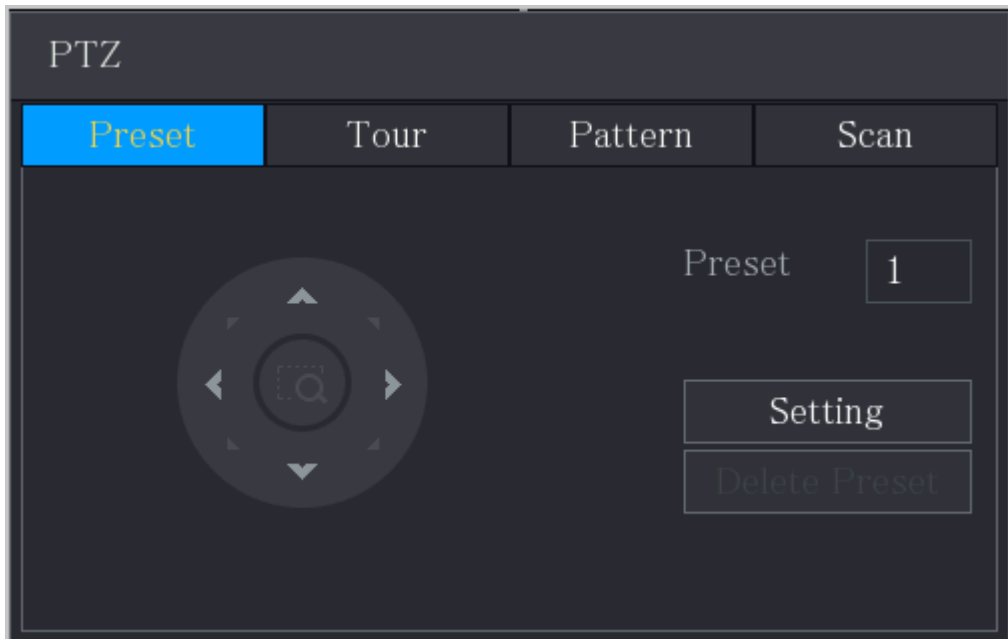 PTZ
Preset Tour Pattern Scan
Preset 1
Setting
Delete Preset